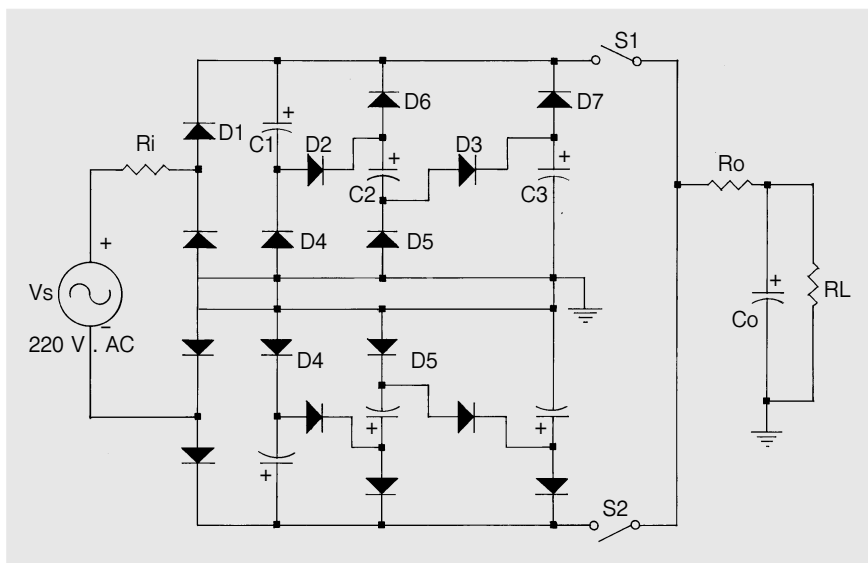 S1
D1
C1 +
D2
D6
D3
D7
Ri
Ro
+
C2
+
C3
D4
D5
+
Vs
−
220 V . AC
D4
D5
+
Co
RL
+
+
+
S2